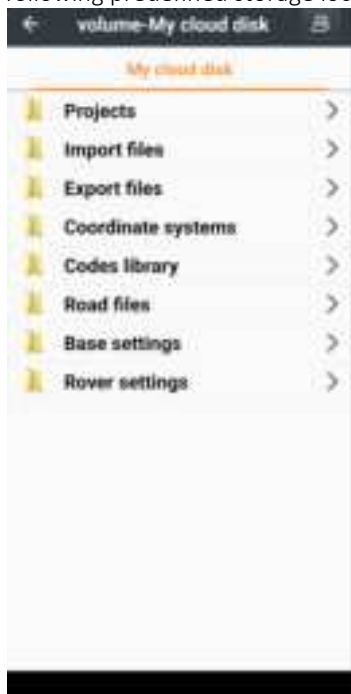 volume-My cloud disk
My cloud disk
Projects
Import files
Export files
Coordinate systems
Codes library
Road files
Base settings
Rover settings